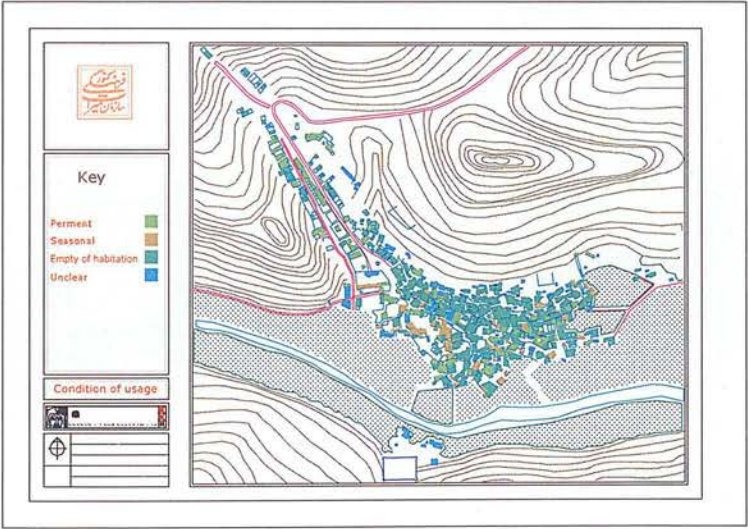 Key
Perment
Seasonal
Empty of habitation
Unclear
Condition of usage